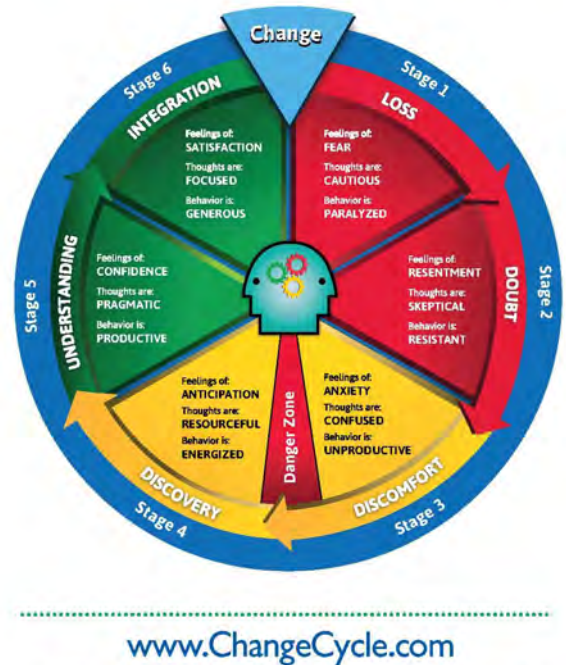 Change
Stage 1
LOSS
Feelings of:
FEAR
Thoughts are:
CAUTIOUS
Behavior is:
PARALYZED
Stage 2
DOUBT
Feelings of:
RESENTMENT
Thoughts are:
SKEPTICAL
Behavior is:
RESISTANT
Stage 3
DISCOMFORT
Feelings of:
ANXIETY
Thoughts are:
CONFUSED
Behavior is:
UNPRODUCTIVE
Danger Zone
Stage 4
DISCOVERY
Feelings of:
ANTICIPATION
Thoughts are:
RESOURCEFUL
Behavior is:
ENERGIZED
Stage 5
UNDERSTANDING
Feelings of:
CONFIDENCE
Thoughts are:
PRAGMATIC
Behavior is:
PRODUCTIVE
Stage 6
INTEGRATION
Feelings of:
SATISFACTION
Thoughts are:
FOCUSED
Behavior is:
GENEROUS
www.ChangeCycle.com